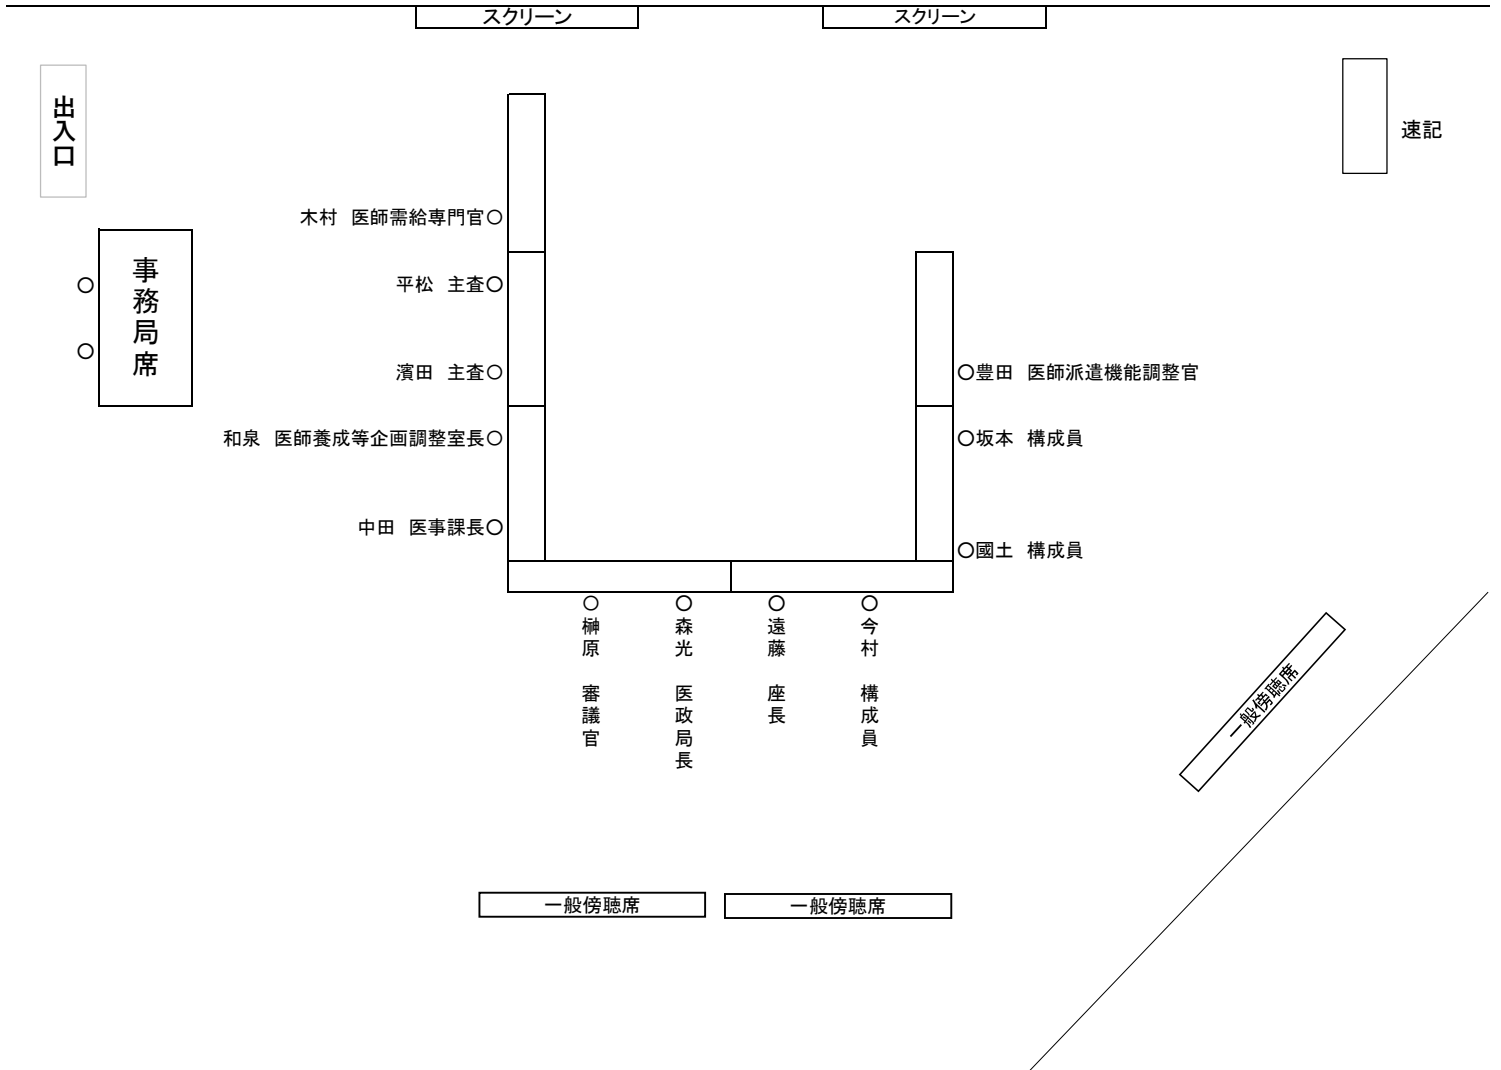 スクリーン
スクリーン
出入口
速記
木村 医師需給専門官○
事務局席
平松 主査○
濱田 主査○
○豊田 医師派遣機能調整官
和泉 医師養成等企画調整室長○
○坂本 構成員
中田 医事課長○
○國土 構成員
榊原 審議官
森光 医政局長
遠藤 座長
今村 構成員
一般傍聴席
一般傍聴席
一般傍聴席